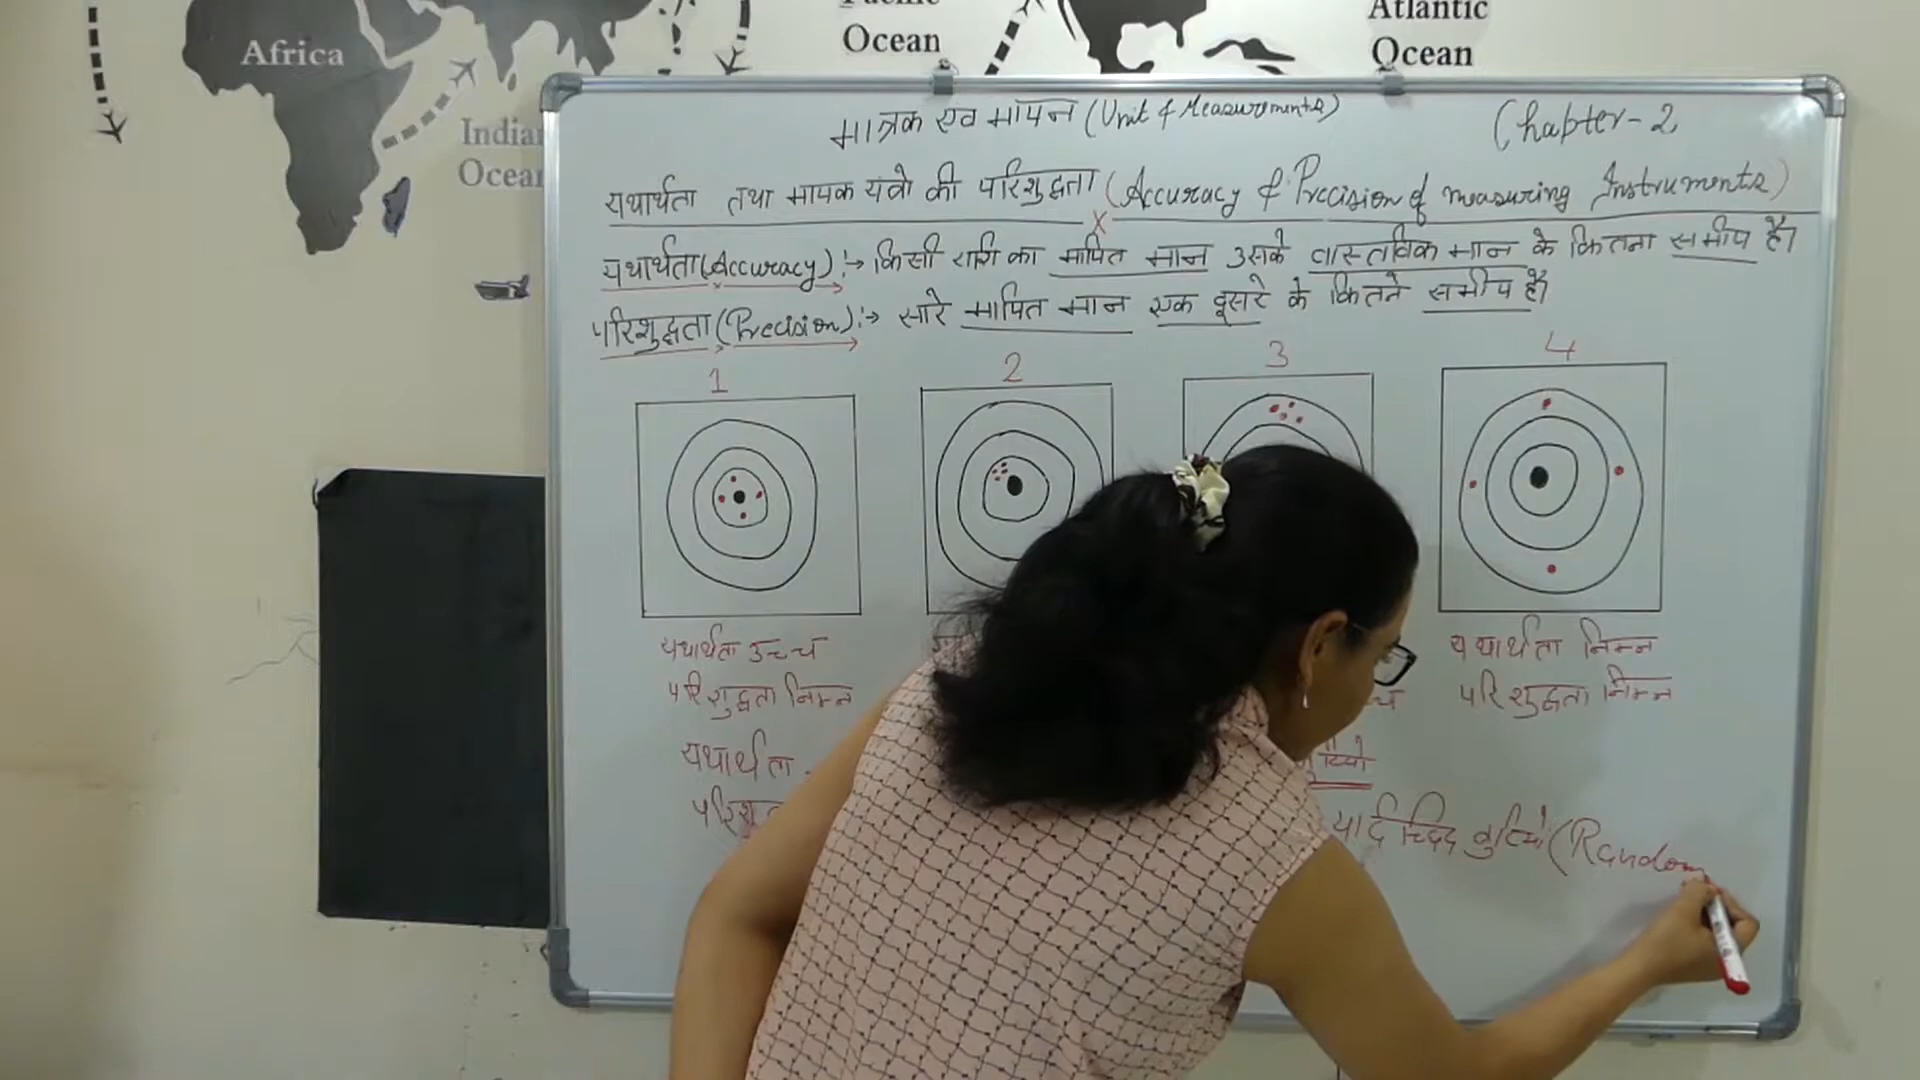 Africa
Indian
Ocean
Pacific
Ocean
Atlantic
Ocean
मात्रक एव मापन (Unit & Measurements)
Chapter-2
यथार्थता तथा मापक यंत्रो की परिशुद्धता (Accuracy & Precision of measuring Instruments)
यथार्थता (Accuracy) :→ किसी राशि का मापित मान उसके वास्तविक मान के कितना समीप है।
परिशुद्धता (Precision) :→ सारे मापित मान एक दूसरे के कितने समीप है।
1
2
3
4
यथार्थता उच्च
परिशुद्धता निम्न
यथार्थता निम्न
परिशुद्धता निम्न
यथार्थता
(Random